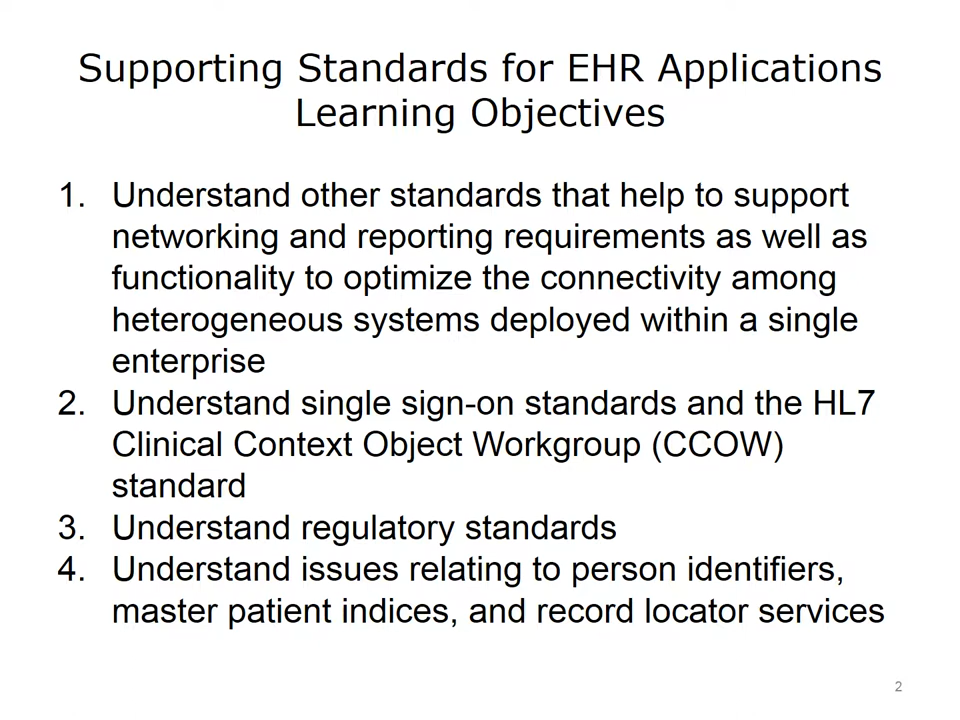 Supporting Standards for EHR Applications
Learning Objectives
1. Understand other standards that help to support
networking and reporting requirements as well as
functionality to optimize the connectivity among
heterogeneous systems deployed within a single
enterprise
2. Understand single sign-on standards and the HL7
Clinical Context Object Workgroup (CCOW)
standard
3. Understand regulatory standards
4. Understand issues relating to person identifiers,
master patient indices, and record locator services
2